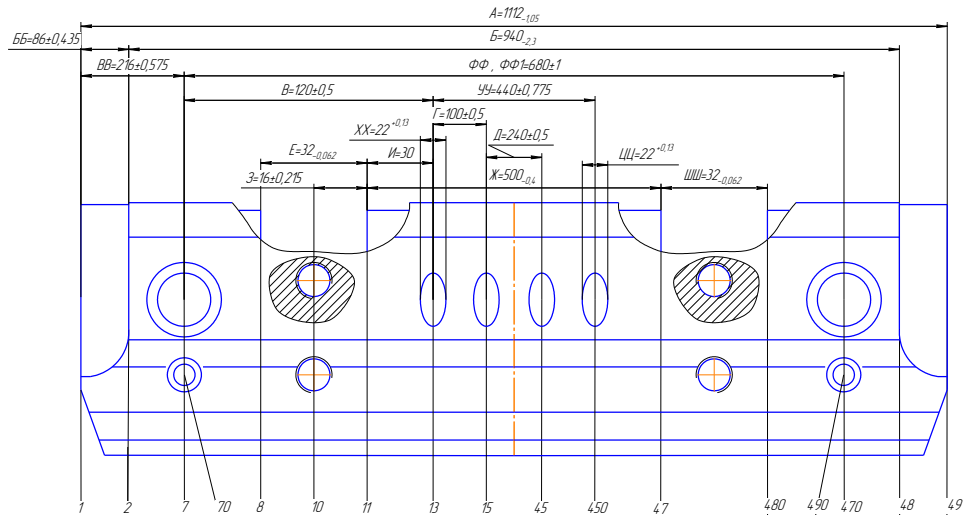 А=1112-1,05
ББ=86±0,435
Б=940-2,3
ВВ=216±0,575
ФФ , ФФ1=680±1
В=120±0,5
УУ=440±0,775
Г=100±0,5
ХХ=22+0,13
Д=240±0,5
Е=32-0,062
И=30
ЦЦ=22+0,13
З=16±0,215
Ж=500-0,4
ШШ=32-0,062
1 2 7 70 8 10 11 13 15 45 450 47 480 490 470 48 49